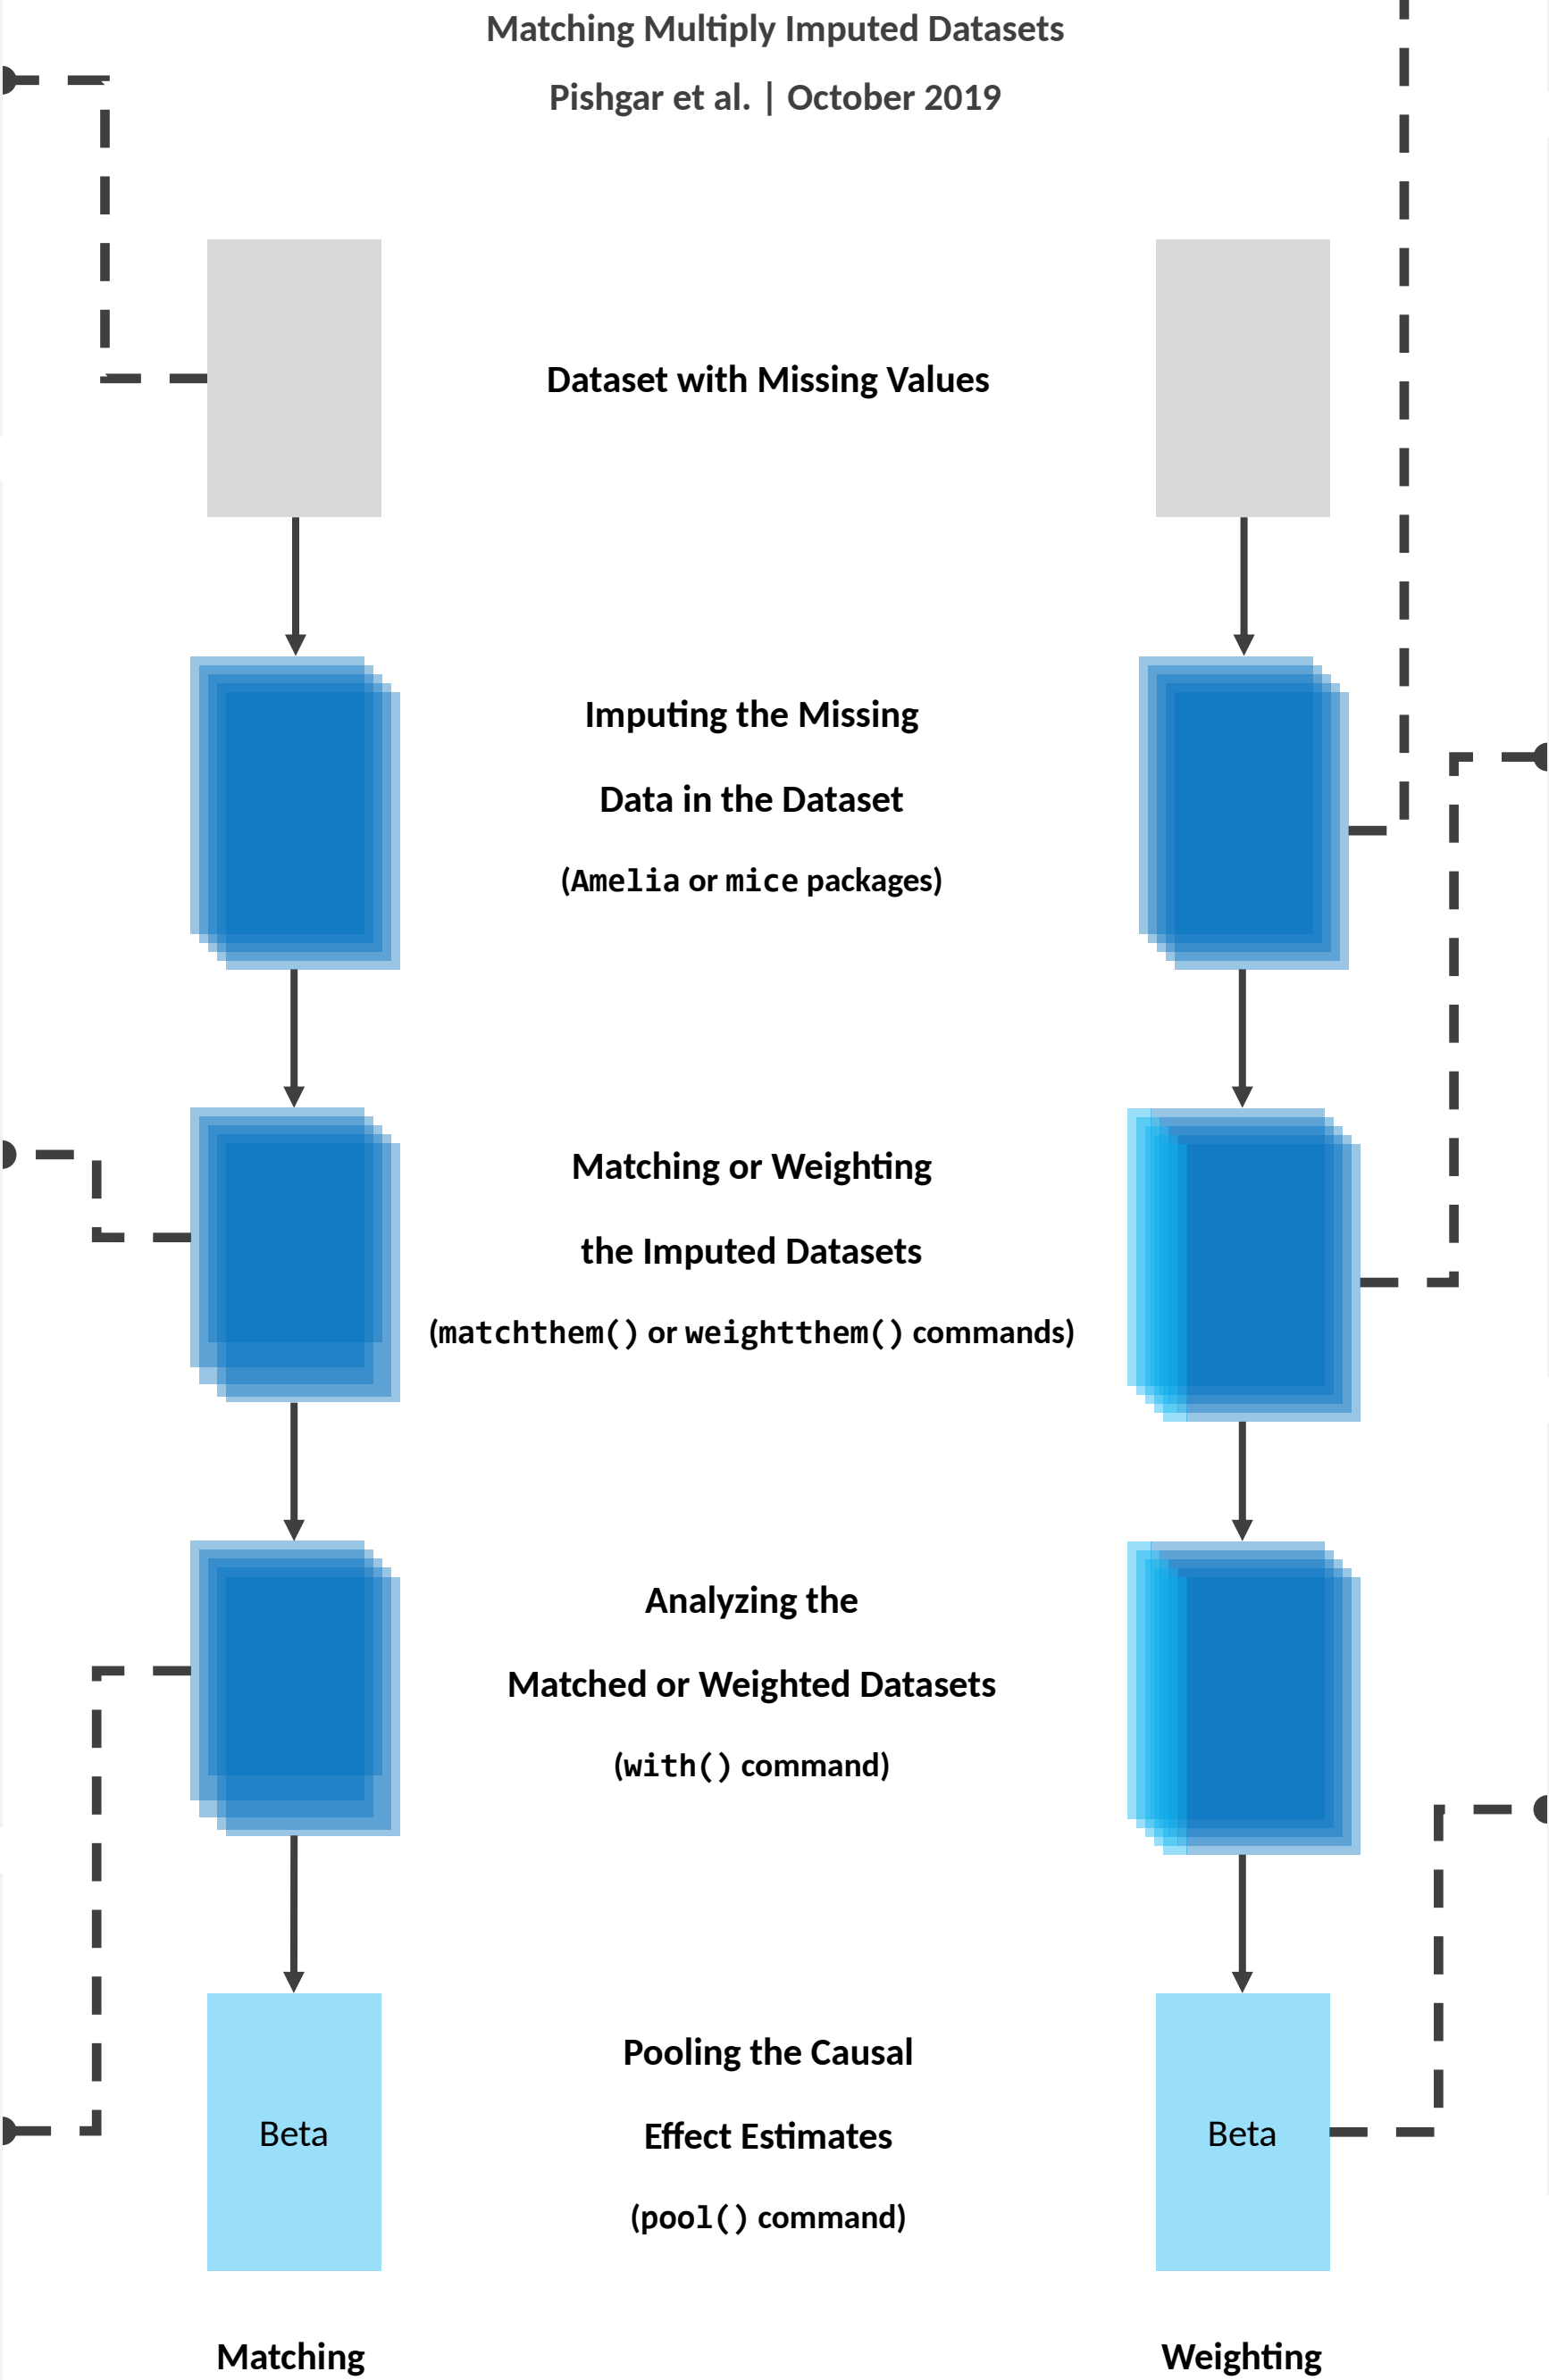 Matching Multiply Imputed Datasets
Pishgar et al. | October 2019
Dataset with Missing Values
Imputing the Missing
Data in the Dataset
(Amelia or mice packages)
Matching or Weighting
the Imputed Datasets
(matchthem() or weightthem() commands)
Analyzing the
Matched or Weighted Datasets
(with() command)
Pooling the Causal
Effect Estimates
(pool() command)
Beta
Beta
Matching
Weighting